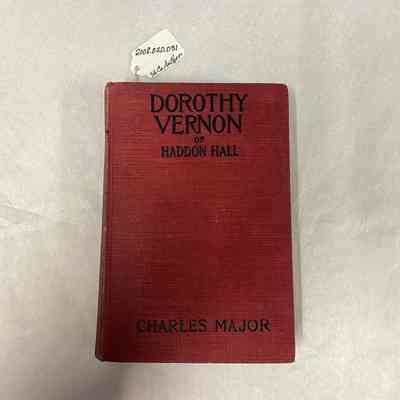 DOROTHY
VERNON
OF
HADDON HALL
CHARLES MAJOR